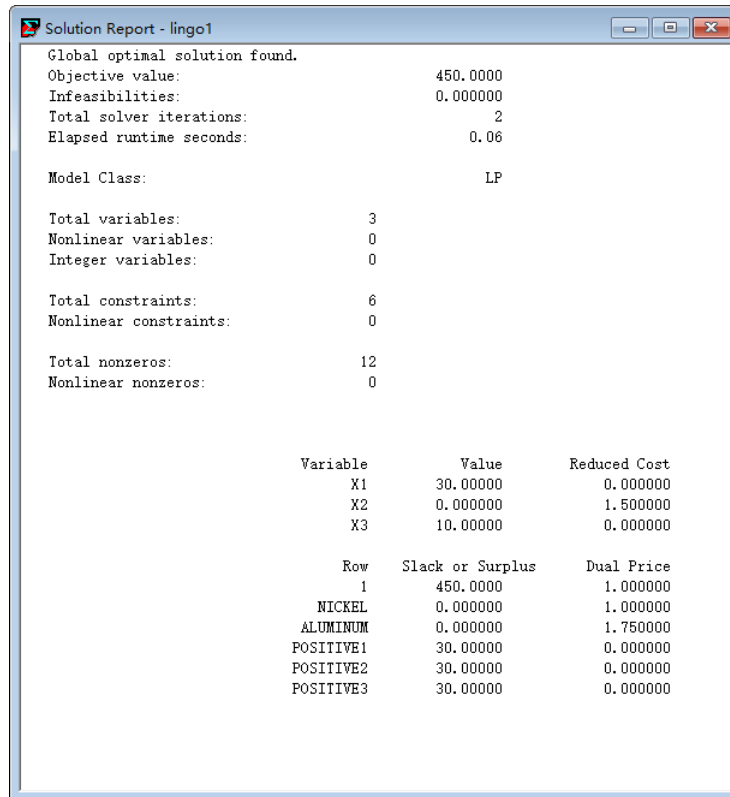 Solution Report - lingo1
Global optimal solution found.
Objective value: 450.0000
Infeasibilities: 0.000000
Total solver iterations: 2
Elapsed runtime seconds: 0.06
Model Class: LP
Total variables: 3
Nonlinear variables: 0
Integer variables: 0
Total constraints: 6
Nonlinear constraints: 0
Total nonzeros: 12
Nonlinear nonzeros: 0
Variable Value Reduced Cost
X1 30.00000 0.000000
X2 0.000000 1.500000
X3 10.00000 0.000000
Row Slack or Surplus Dual Price
1 450.0000 1.000000
NICKEL 0.000000 1.000000
ALUMINUM 0.000000 1.750000
POSITIVE1 30.00000 0.000000
POSITIVE2 30.00000 0.000000
POSITIVE3 30.00000 0.000000